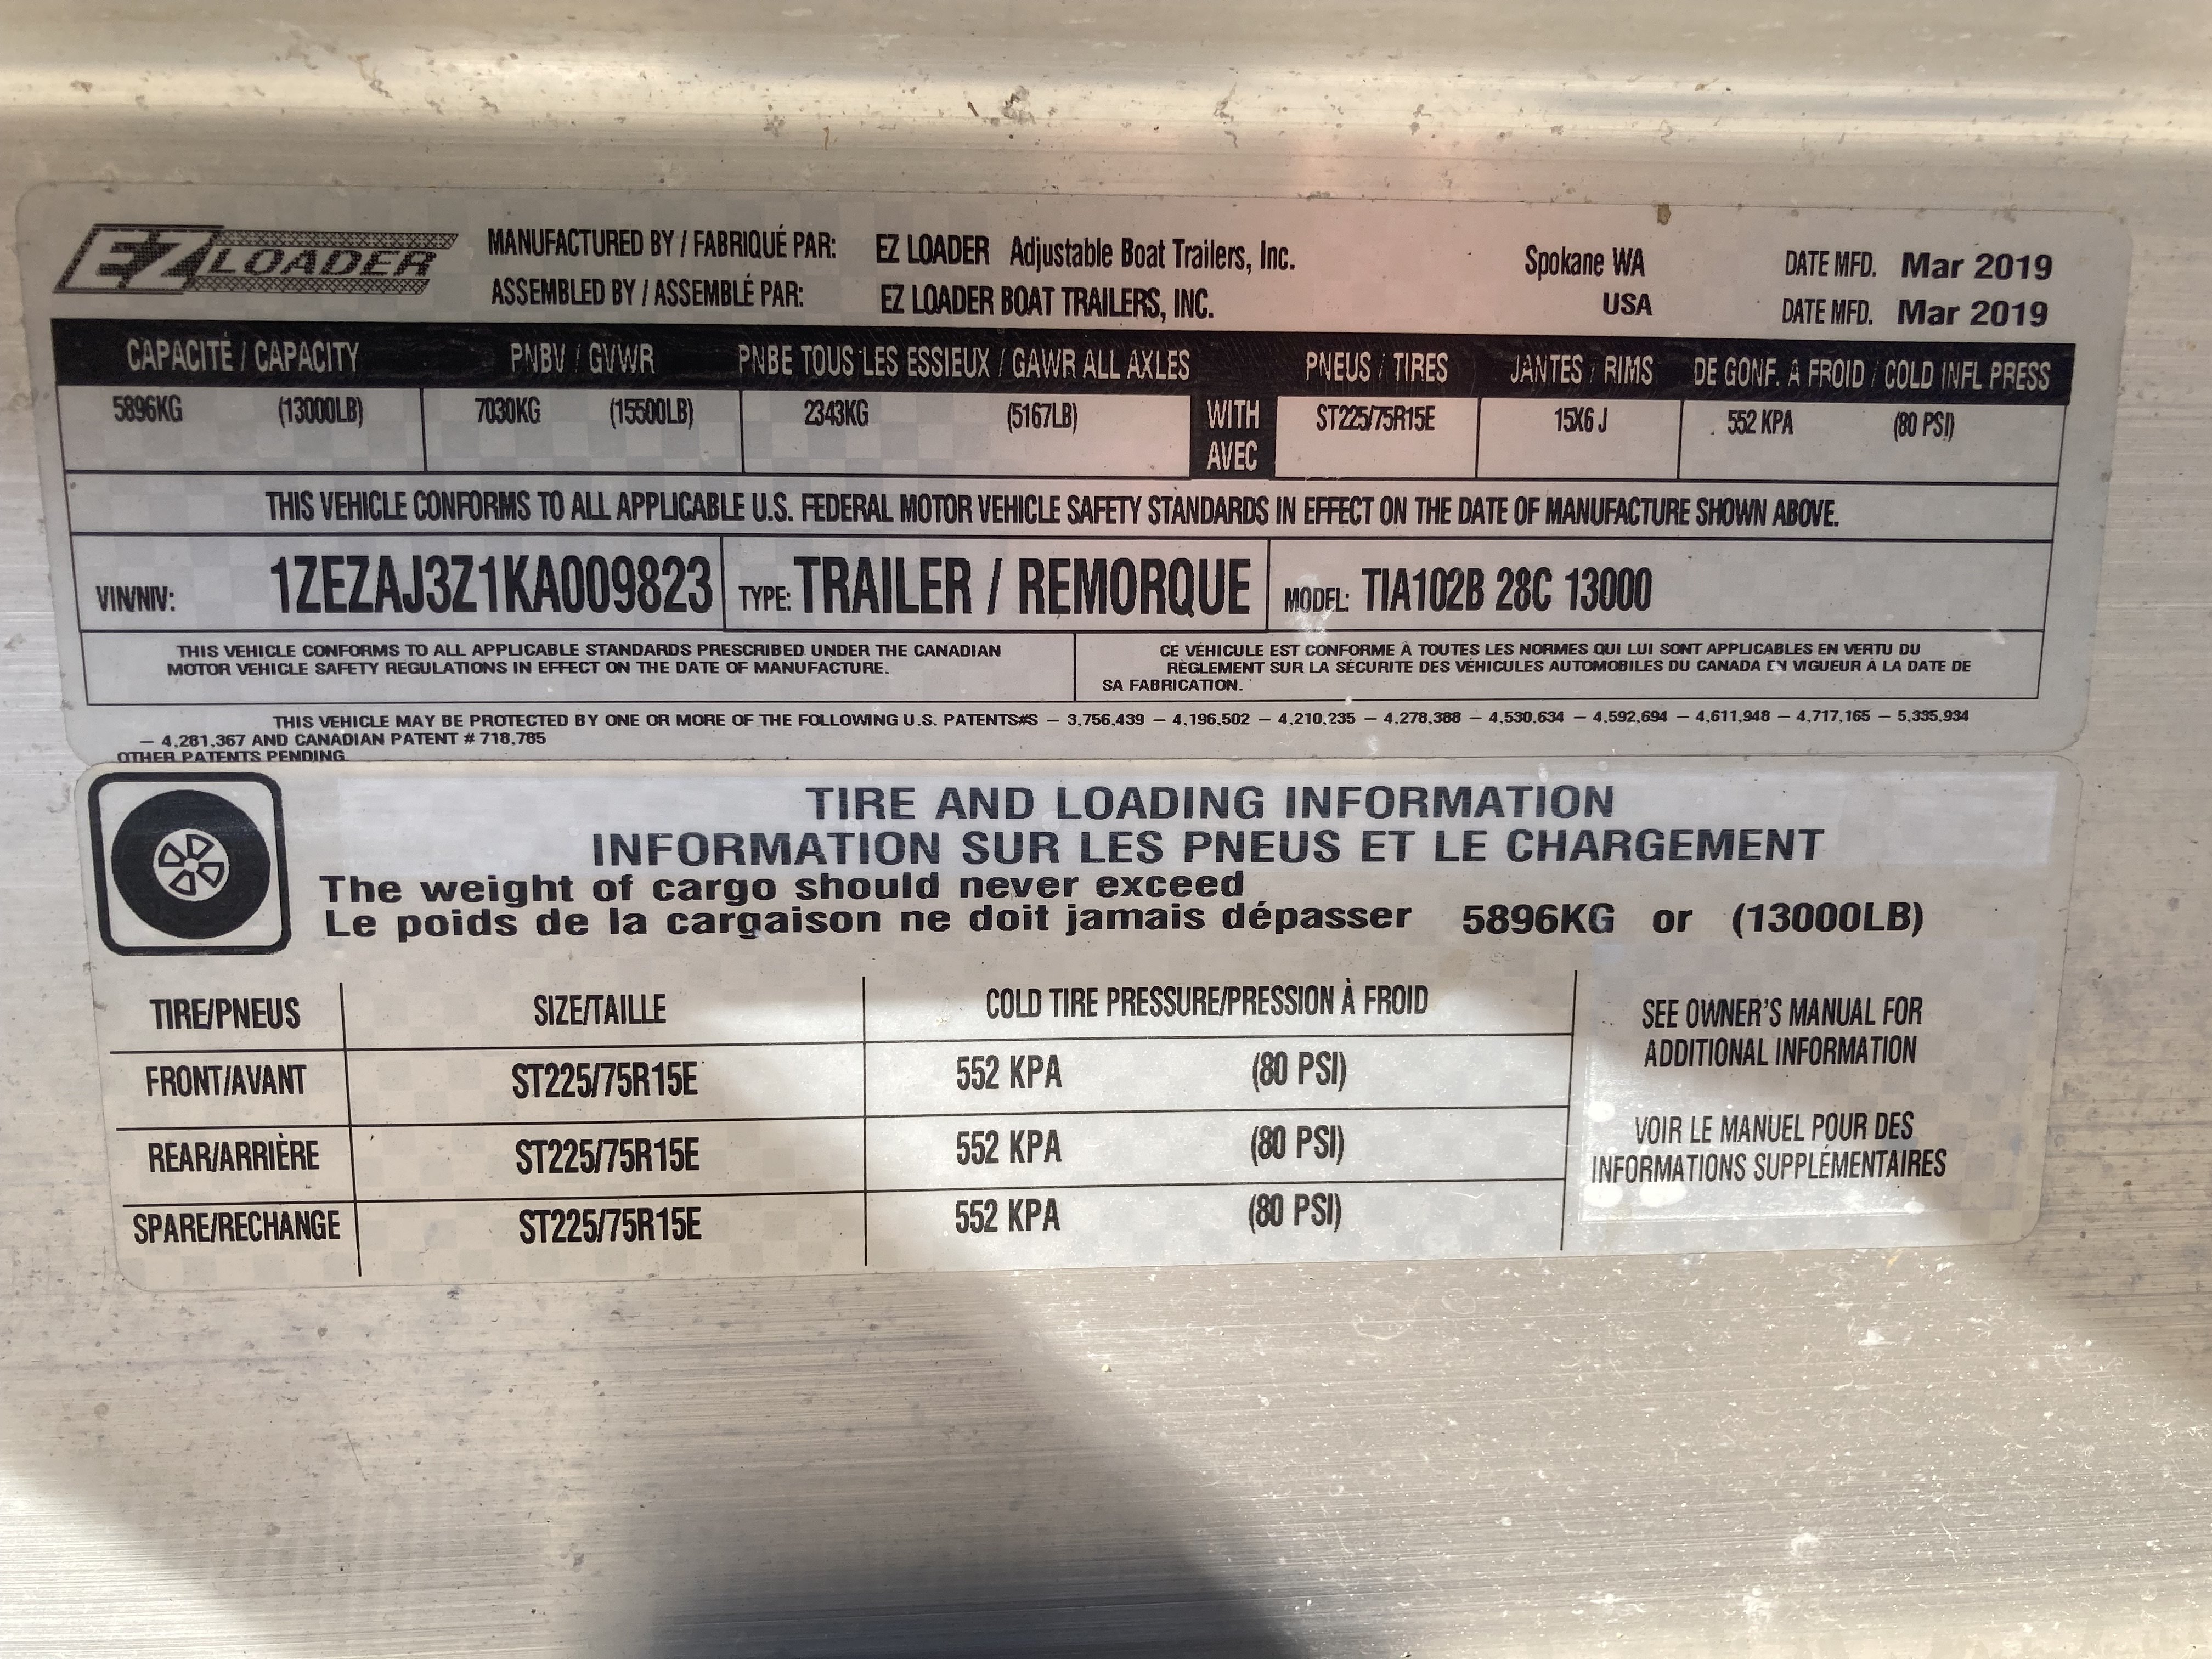 EZ LOADER
MANUFACTURED BY / FABRIQUÉ PAR: EZ LOADER Adjustable Boat Trailers, Inc. Spokane WA DATE MFD. Mar 2019
ASSEMBLED BY / ASSEMBLÉ PAR: EZ LOADER BOAT TRAILERS, INC. USA DATE MFD. Mar 2019
CAPACITÉ / CAPACITY PNBV / GVWR PNBE TOUS LES ESSIEUX / GAWR ALL AXLES PNEUS / TIRES JANTES / RIMS DE GONF. A FROID / COLD INFL PRESS
5896KG (13000LB) 7030KG (15500LB) 2343KG (5167LB) WITH ST225/75R15E 15X6 J 552 KPA (80 PSI)
AVEC
THIS VEHICLE CONFORMS TO ALL APPLICABLE U.S. FEDERAL MOTOR VEHICLE SAFETY STANDARDS IN EFFECT ON THE DATE OF MANUFACTURE SHOWN ABOVE.
VIN/NIV: 1ZEZAJ3Z1KA009823 TYPE: TRAILER / REMORQUE MODEL: TIA102B 28C 13000
THIS VEHICLE CONFORMS TO ALL APPLICABLE STANDARDS PRESCRIBED UNDER THE CANADIAN
MOTOR VEHICLE SAFETY REGULATIONS IN EFFECT ON THE DATE OF MANUFACTURE.
CE VÉHICULE EST CONFORME À TOUTES LES NORMES QUI LUI SONT APPLICABLES EN VERTU DU
RÈGLEMENT SUR LA SÉCURITE DES VÉHICULES AUTOMOBILES DU CANADA EN VIGUEUR À LA DATE DE
SA FABRICATION.
THIS VEHICLE MAY BE PROTECTED BY ONE OR MORE OF THE FOLLOWING U.S. PATENTS#S – 3,756,439 – 4,196,502 – 4,210,235 – 4,278,388 – 4,530,634 – 4,592,694 – 4,611,948 – 4,717,165 – 5,335,934
– 4,281,367 AND CANADIAN PATENT # 718,785
OTHER PATENTS PENDING
TIRE AND LOADING INFORMATION
INFORMATION SUR LES PNEUS ET LE CHARGEMENT
The weight of cargo should never exceed
Le poids de la cargaison ne doit jamais dépasser 5896KG or (13000LB)
TIRE/PNEUS SIZE/TAILLE COLD TIRE PRESSURE/PRESSION À FROID
FRONT/AVANT ST225/75R15E 552 KPA (80 PSI)
REAR/ARRIÈRE ST225/75R15E 552 KPA (80 PSI)
SPARE/RECHANGE ST225/75R15E 552 KPA (80 PSI)
SEE OWNER'S MANUAL FOR
ADDITIONAL INFORMATION
VOIR LE MANUEL POUR DES
INFORMATIONS SUPPLÉMENTAIRES